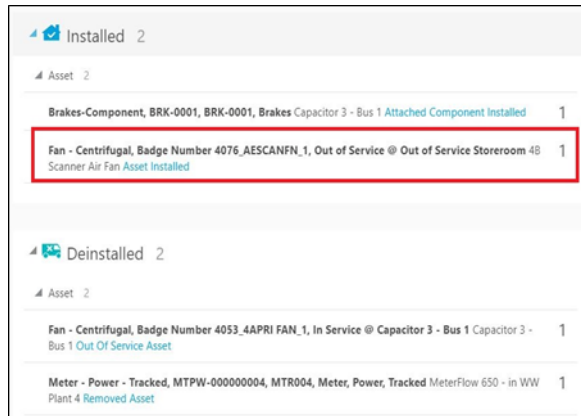 Installed 2
Asset 2
Brakes-Component, BRK-0001, BRK-0001, Brakes Capacitor 3 - Bus 1 Attached Component Installed 1
Fan - Centrifugal, Badge Number 4076_AESCANFN_1, Out of Service @ Out of Service Storeroom 4B 1
Scanner Air Fan Asset Installed
Deinstalled 2
Asset 2
Fan - Centrifugal, Badge Number 4053_4APRI FAN_1, In Service @ Capacitor 3 - Bus 1 Capacitor 3 - 1
Bus 1 Out Of Service Asset
Meter - Power - Tracked, MTPW-000000004, MTR004, Meter, Power, Tracked MeterFlow 650 - in WW 1
Plant 4 Removed Asset